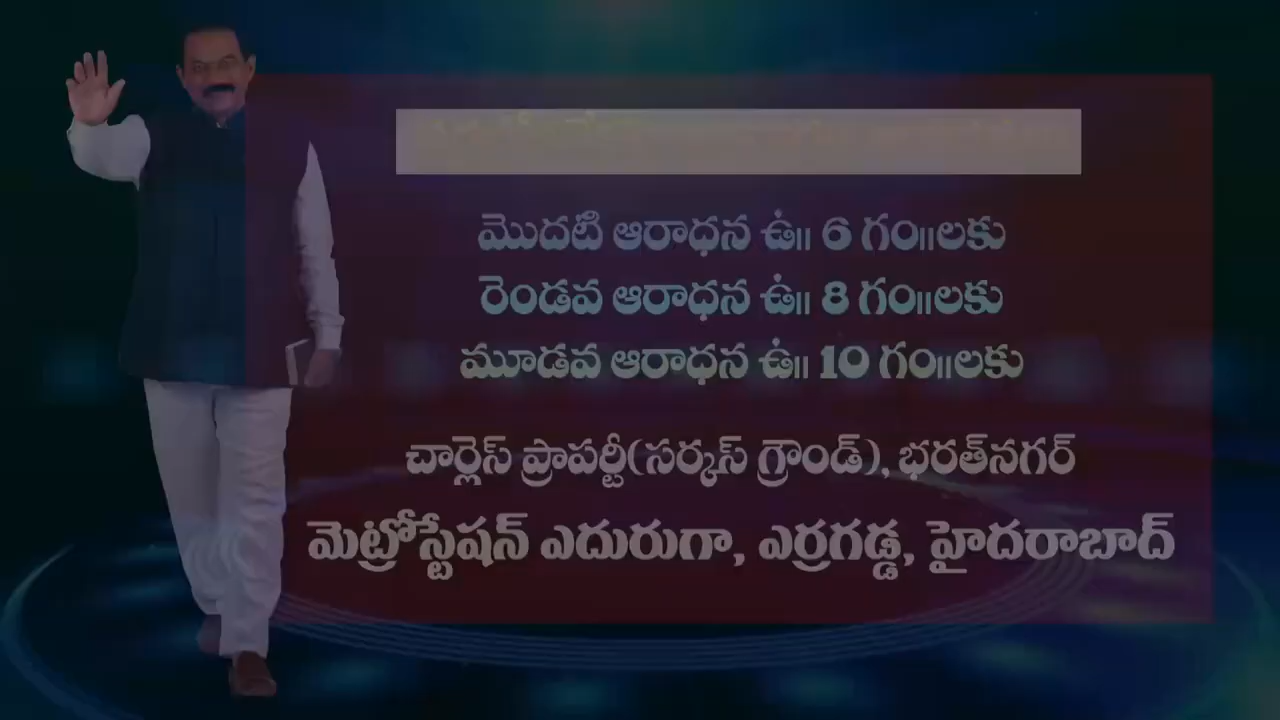 మొదటి ఆరాధన ఉ॥ 6 గం॥లకు
రెండవ ఆరాధన ఉ॥ 8 గం॥లకు
మూడవ ఆరాధన ఉ॥ 10 గం॥లకు
చార్లెస్ ప్రాపర్టీ(సర్కస్ గ్రౌండ్), భరత్‌నగర్
మెట్రోస్టేషన్ ఎదురుగా, ఎర్రగడ్డ, హైదరాబాద్